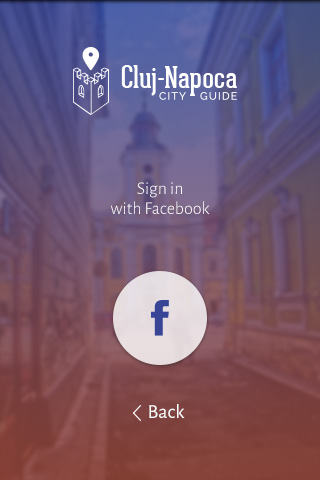 Cluj-Napoca
CITY GUIDE
Sign in
with Facebook
f
Back